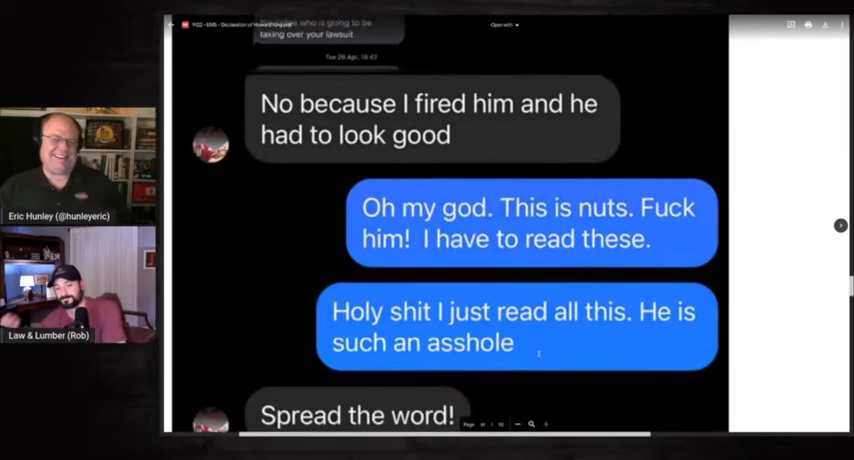 taking over your lawsuit
Open with
Tue 26 Apr, 18:42
No because I fired him and he
had to look good
Oh my god. This is nuts. Fuck
him! I have to read these.
Holy shit I just read all this. He is
such an asshole
Spread the word!
Page
Eric Hunley (@hunleyeric)
Law & Lumber (Rob)